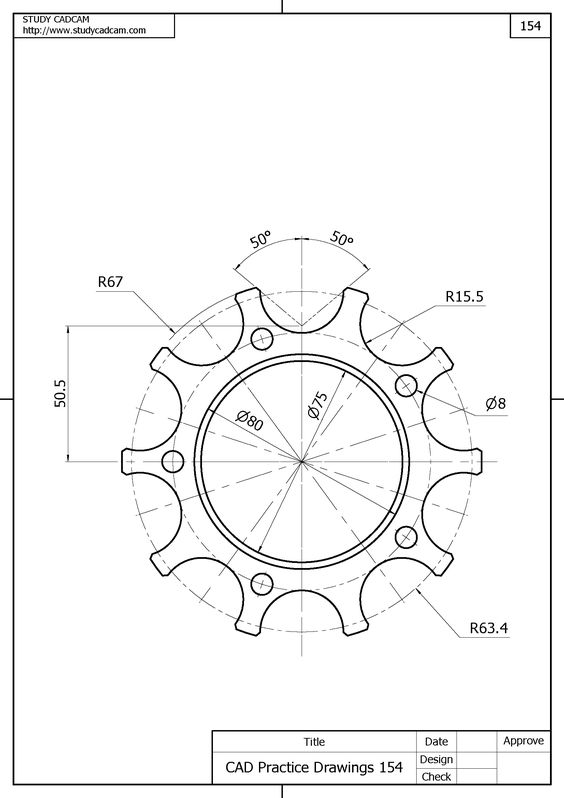 STUDY CADCAM
http://www.studycadcam.com
154
50°
50°
R67
R15.5
50.5
Ø8
Ø80
Ø75
R63.4
Title
Date
Approve
CAD Practice Drawings 154
Design
Check